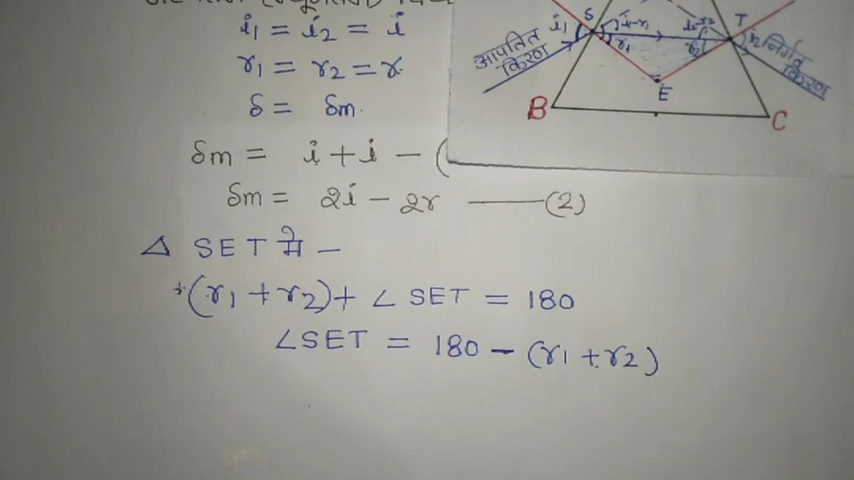 i₁ = i₂ = i
r₁ = r₂ = r
δ = δm
δm = i + i − (
δm = 2i − 2r —— (2)
△ SET मे —
(r₁ + r₂) + ∠ SET = 180
∠SET = 180 − (r₁ + r₂)
i₁ S i-r₁ T
r₁ r₂
आपतित किरण
निर्गत किरण
E
B C